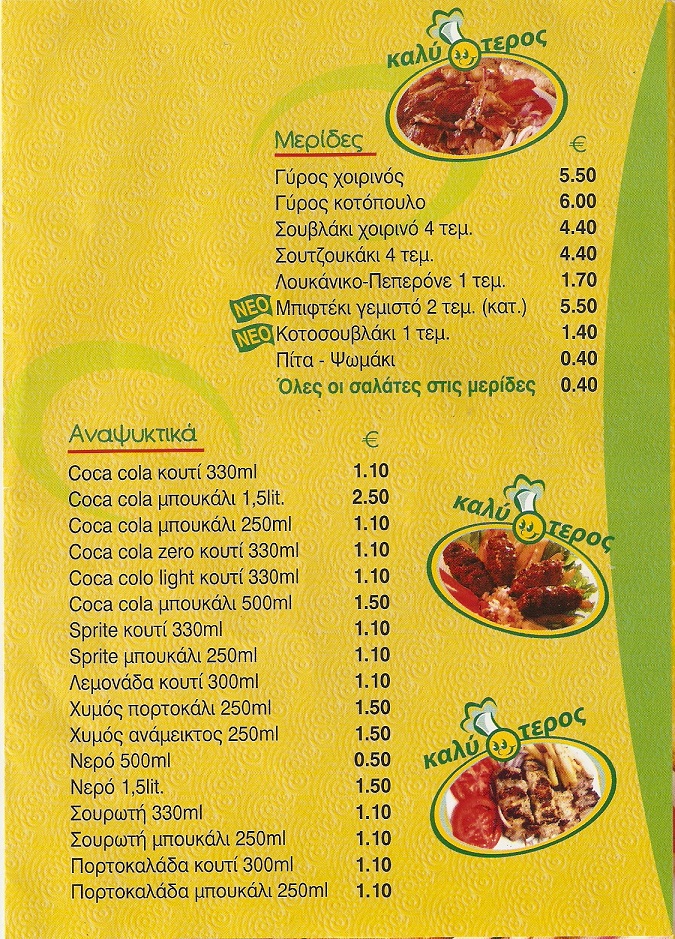 καλύτερος
Μερίδες €
Γύρος χοιρινός 5.50
Γύρος κοτόπουλο 6.00
Σουβλάκι χοιρινό 4 τεμ. 4.40
Σουτζουκάκι 4 τεμ. 4.40
Λουκάνικο-Πεπερόνε 1 τεμ. 1.70
ΝΕΟ Μπιφτέκι γεμιστό 2 τεμ. (κατ.) 5.50
ΝΕΟ Κοτοσουβλάκι 1 τεμ. 1.40
Πίτα - Ψωμάκι 0.40
Όλες οι σαλάτες στις μερίδες 0.40
Αναψυκτικά €
Coca cola κουτί 330ml 1.10
Coca cola μπουκάλι 1,5lit. 2.50
Coca cola μπουκάλι 250ml 1.10
Coca cola zero κουτί 330ml 1.10
Coca colo light κουτί 330ml 1.10
Coca cola μπουκάλι 500ml 1.50
Sprite κουτί 330ml 1.10
Sprite μπουκάλι 250ml 1.10
Λεμονάδα κουτί 300ml 1.10
Χυμός πορτοκάλι 250ml 1.50
Χυμός ανάμεικτος 250ml 1.50
Νερό 500ml 0.50
Νερό 1,5lit. 1.50
Σουρωτή 330ml 1.10
Σουρωτή μπουκάλι 250ml 1.10
Πορτοκαλάδα κουτί 300ml 1.10
Πορτοκαλάδα μπουκάλι 250ml 1.10
καλύτερος
καλύτερος